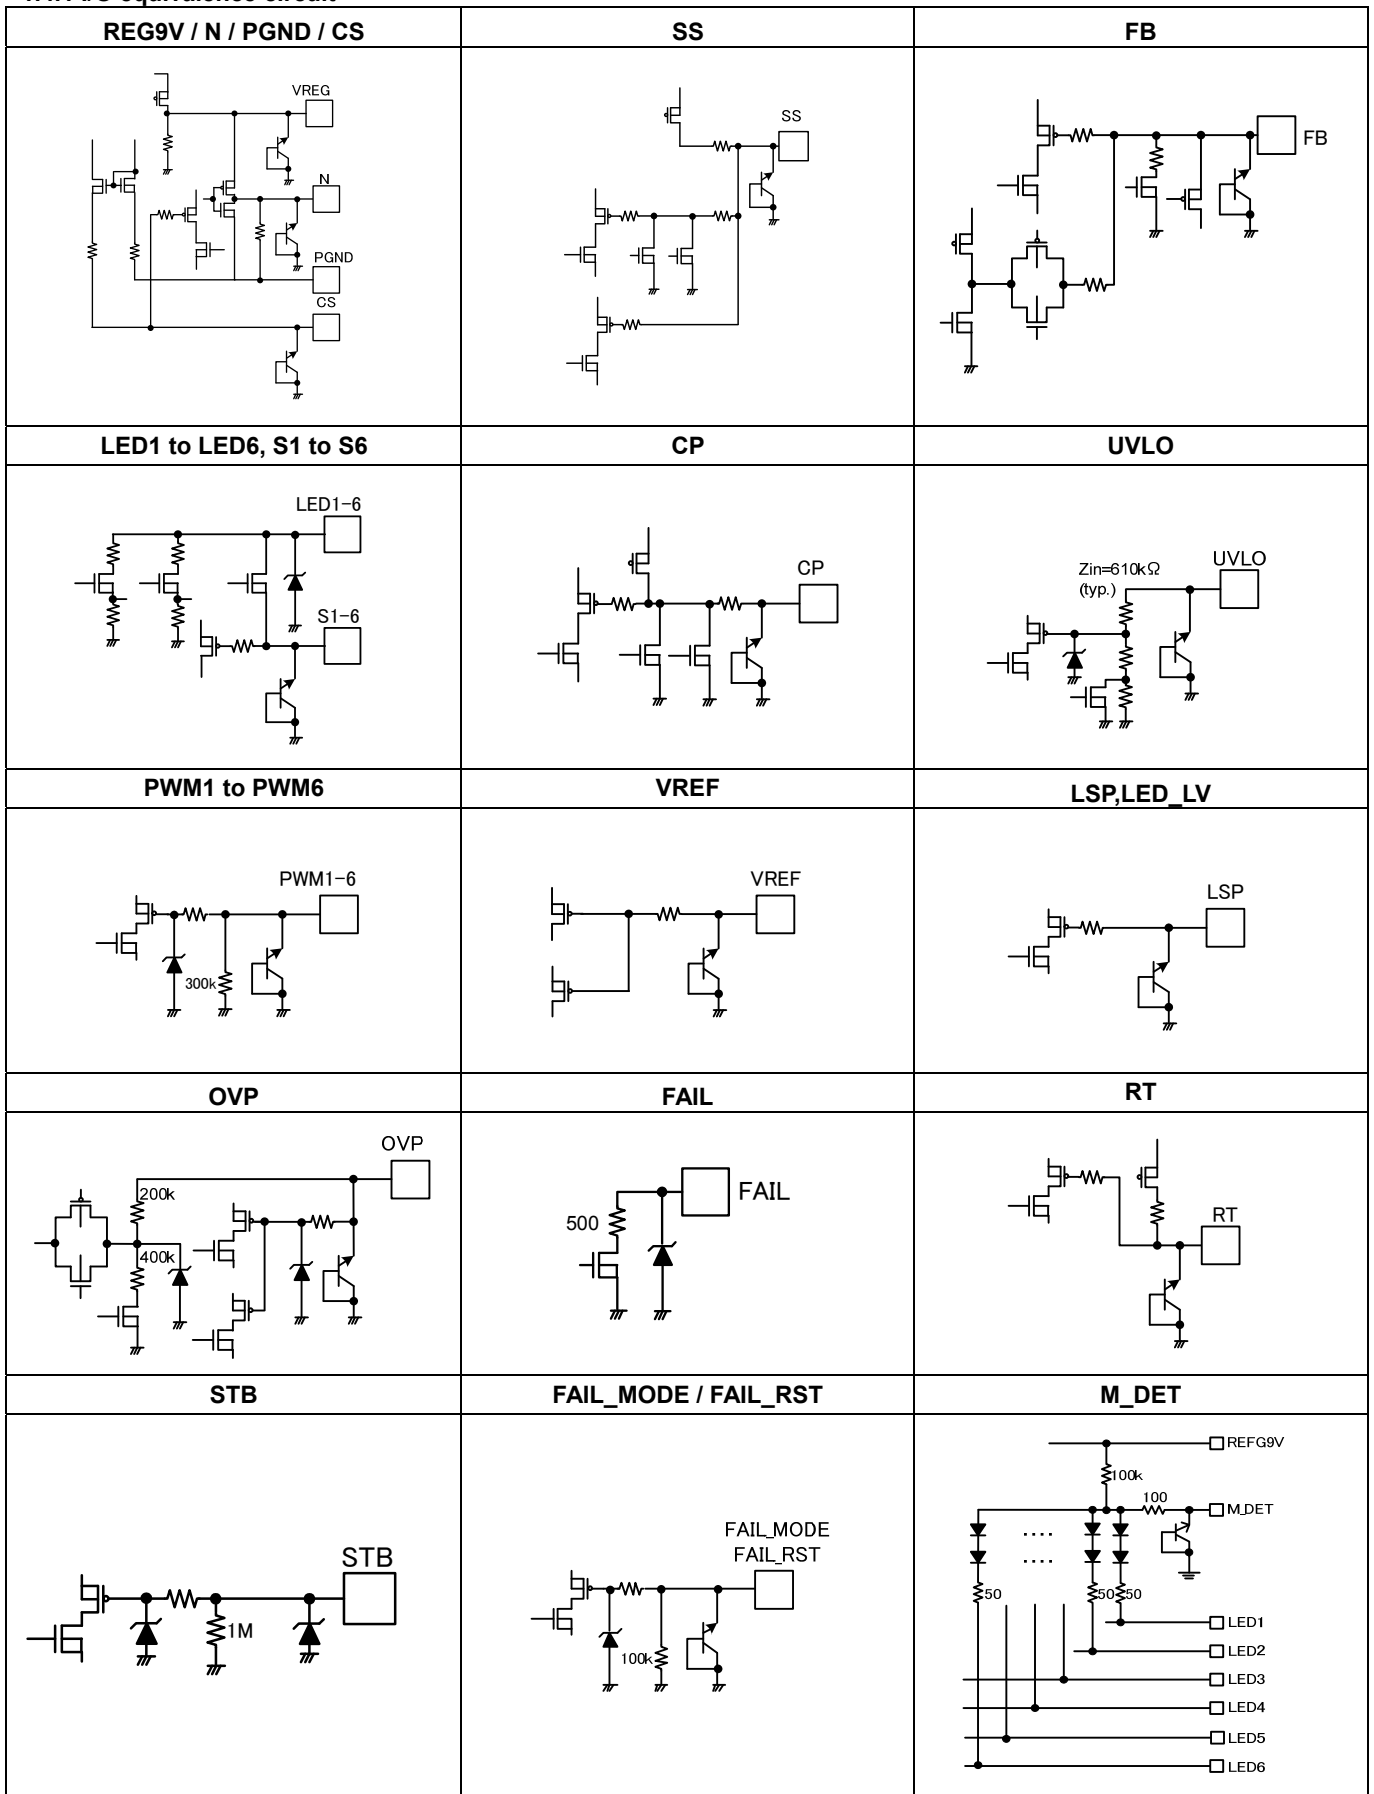 REG9V / N / PGND / CS
SS
FB
VREG
N
PGND
CS
SS
FB
LED1 to LED6, S1 to S6
CP
UVLO
LED1-6
S1-6
CP
Zin=610kΩ
(typ.)
UVLO
PWM1 to PWM6
VREF
LSP,LED_LV
PWM1-6
300k
VREF
LSP
OVP
FAIL
RT
OVP
200k
400k
FAIL
500
RT
STB
FAIL_MODE / FAIL_RST
M_DET
STB
1M
FAIL_MODE
FAIL_RST
100k
REFG9V
100k
100
M_DET
50
50
50
LED1
LED2
LED3
LED4
LED5
LED6